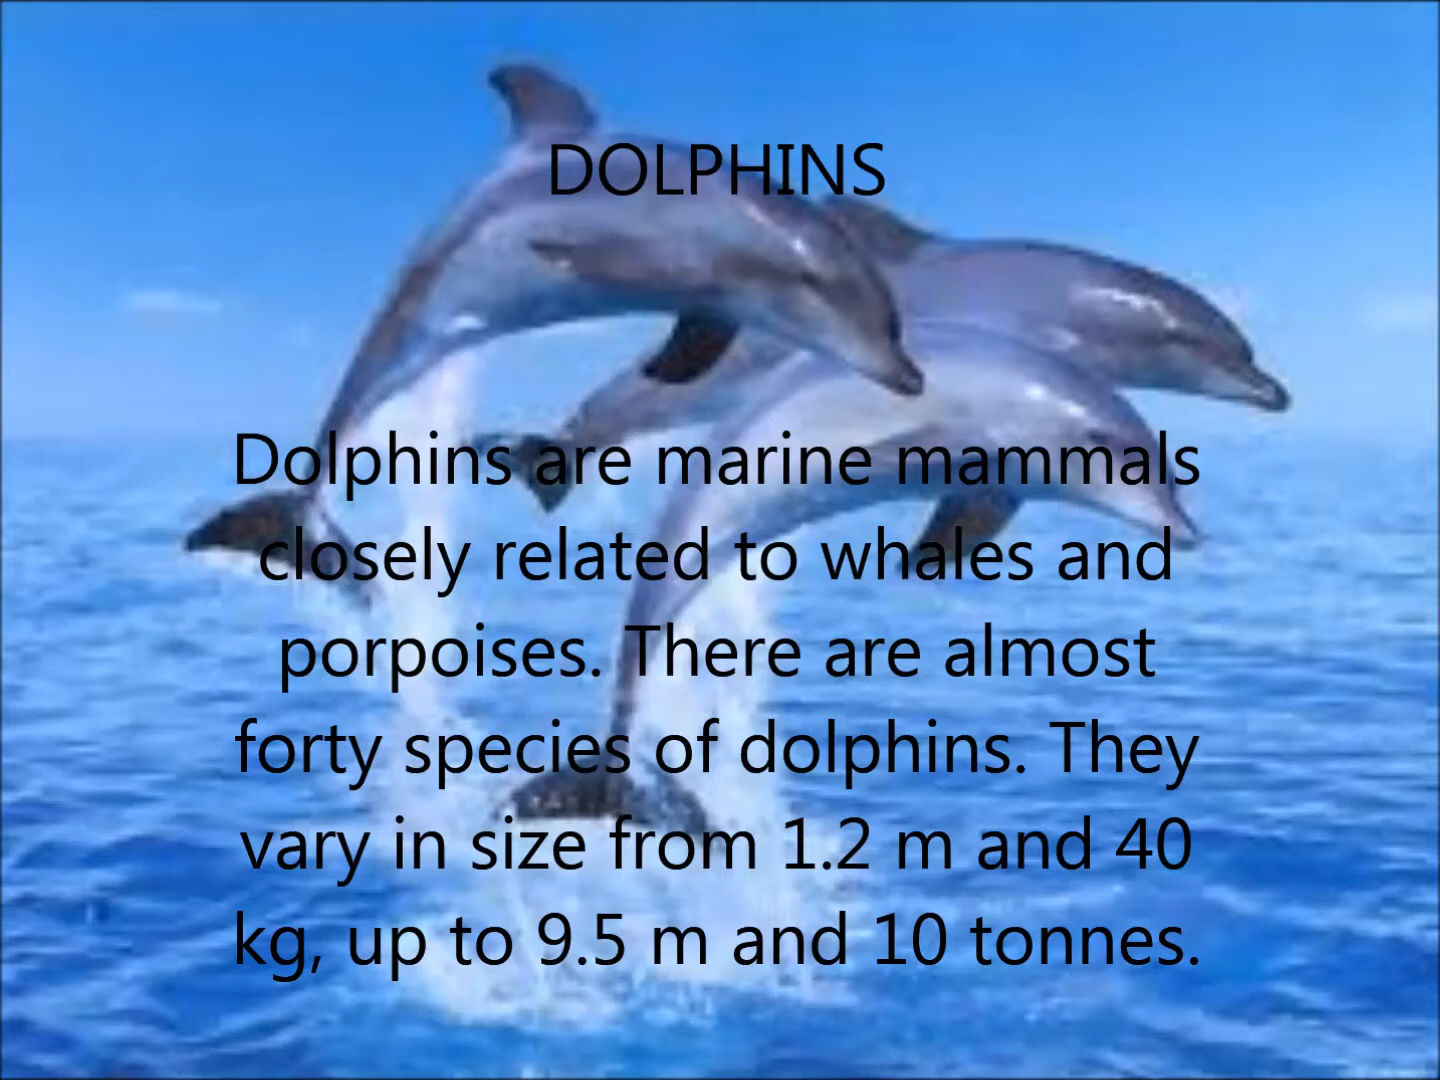 DOLPHINS
Dolphins are marine mammals
closely related to whales and
porpoises. There are almost
forty species of dolphins. They
vary in size from 1.2 m and 40
kg, up to 9.5 m and 10 tonnes.